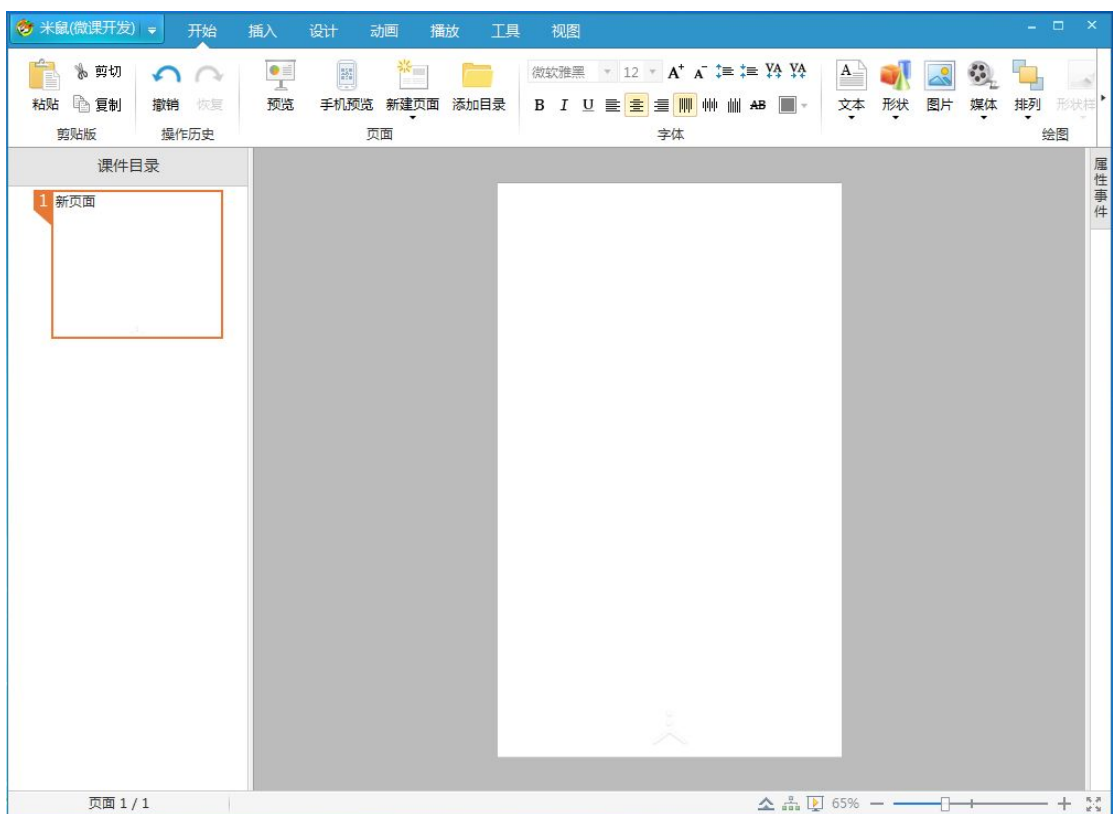 米鼠(微课开发) 开始 插入 设计 动画 播放 工具 视图
剪切 微软雅黑 12 A+ A-
粘贴 复制 撤销 恢复 预览 手机预览 新建页面 添加目录 B I U AB 文本 形状 图片 媒体 排列 形状样
剪贴版 操作历史 页面 字体 绘图
课件目录
属性事件
1 新页面
页面 1 / 1 65%